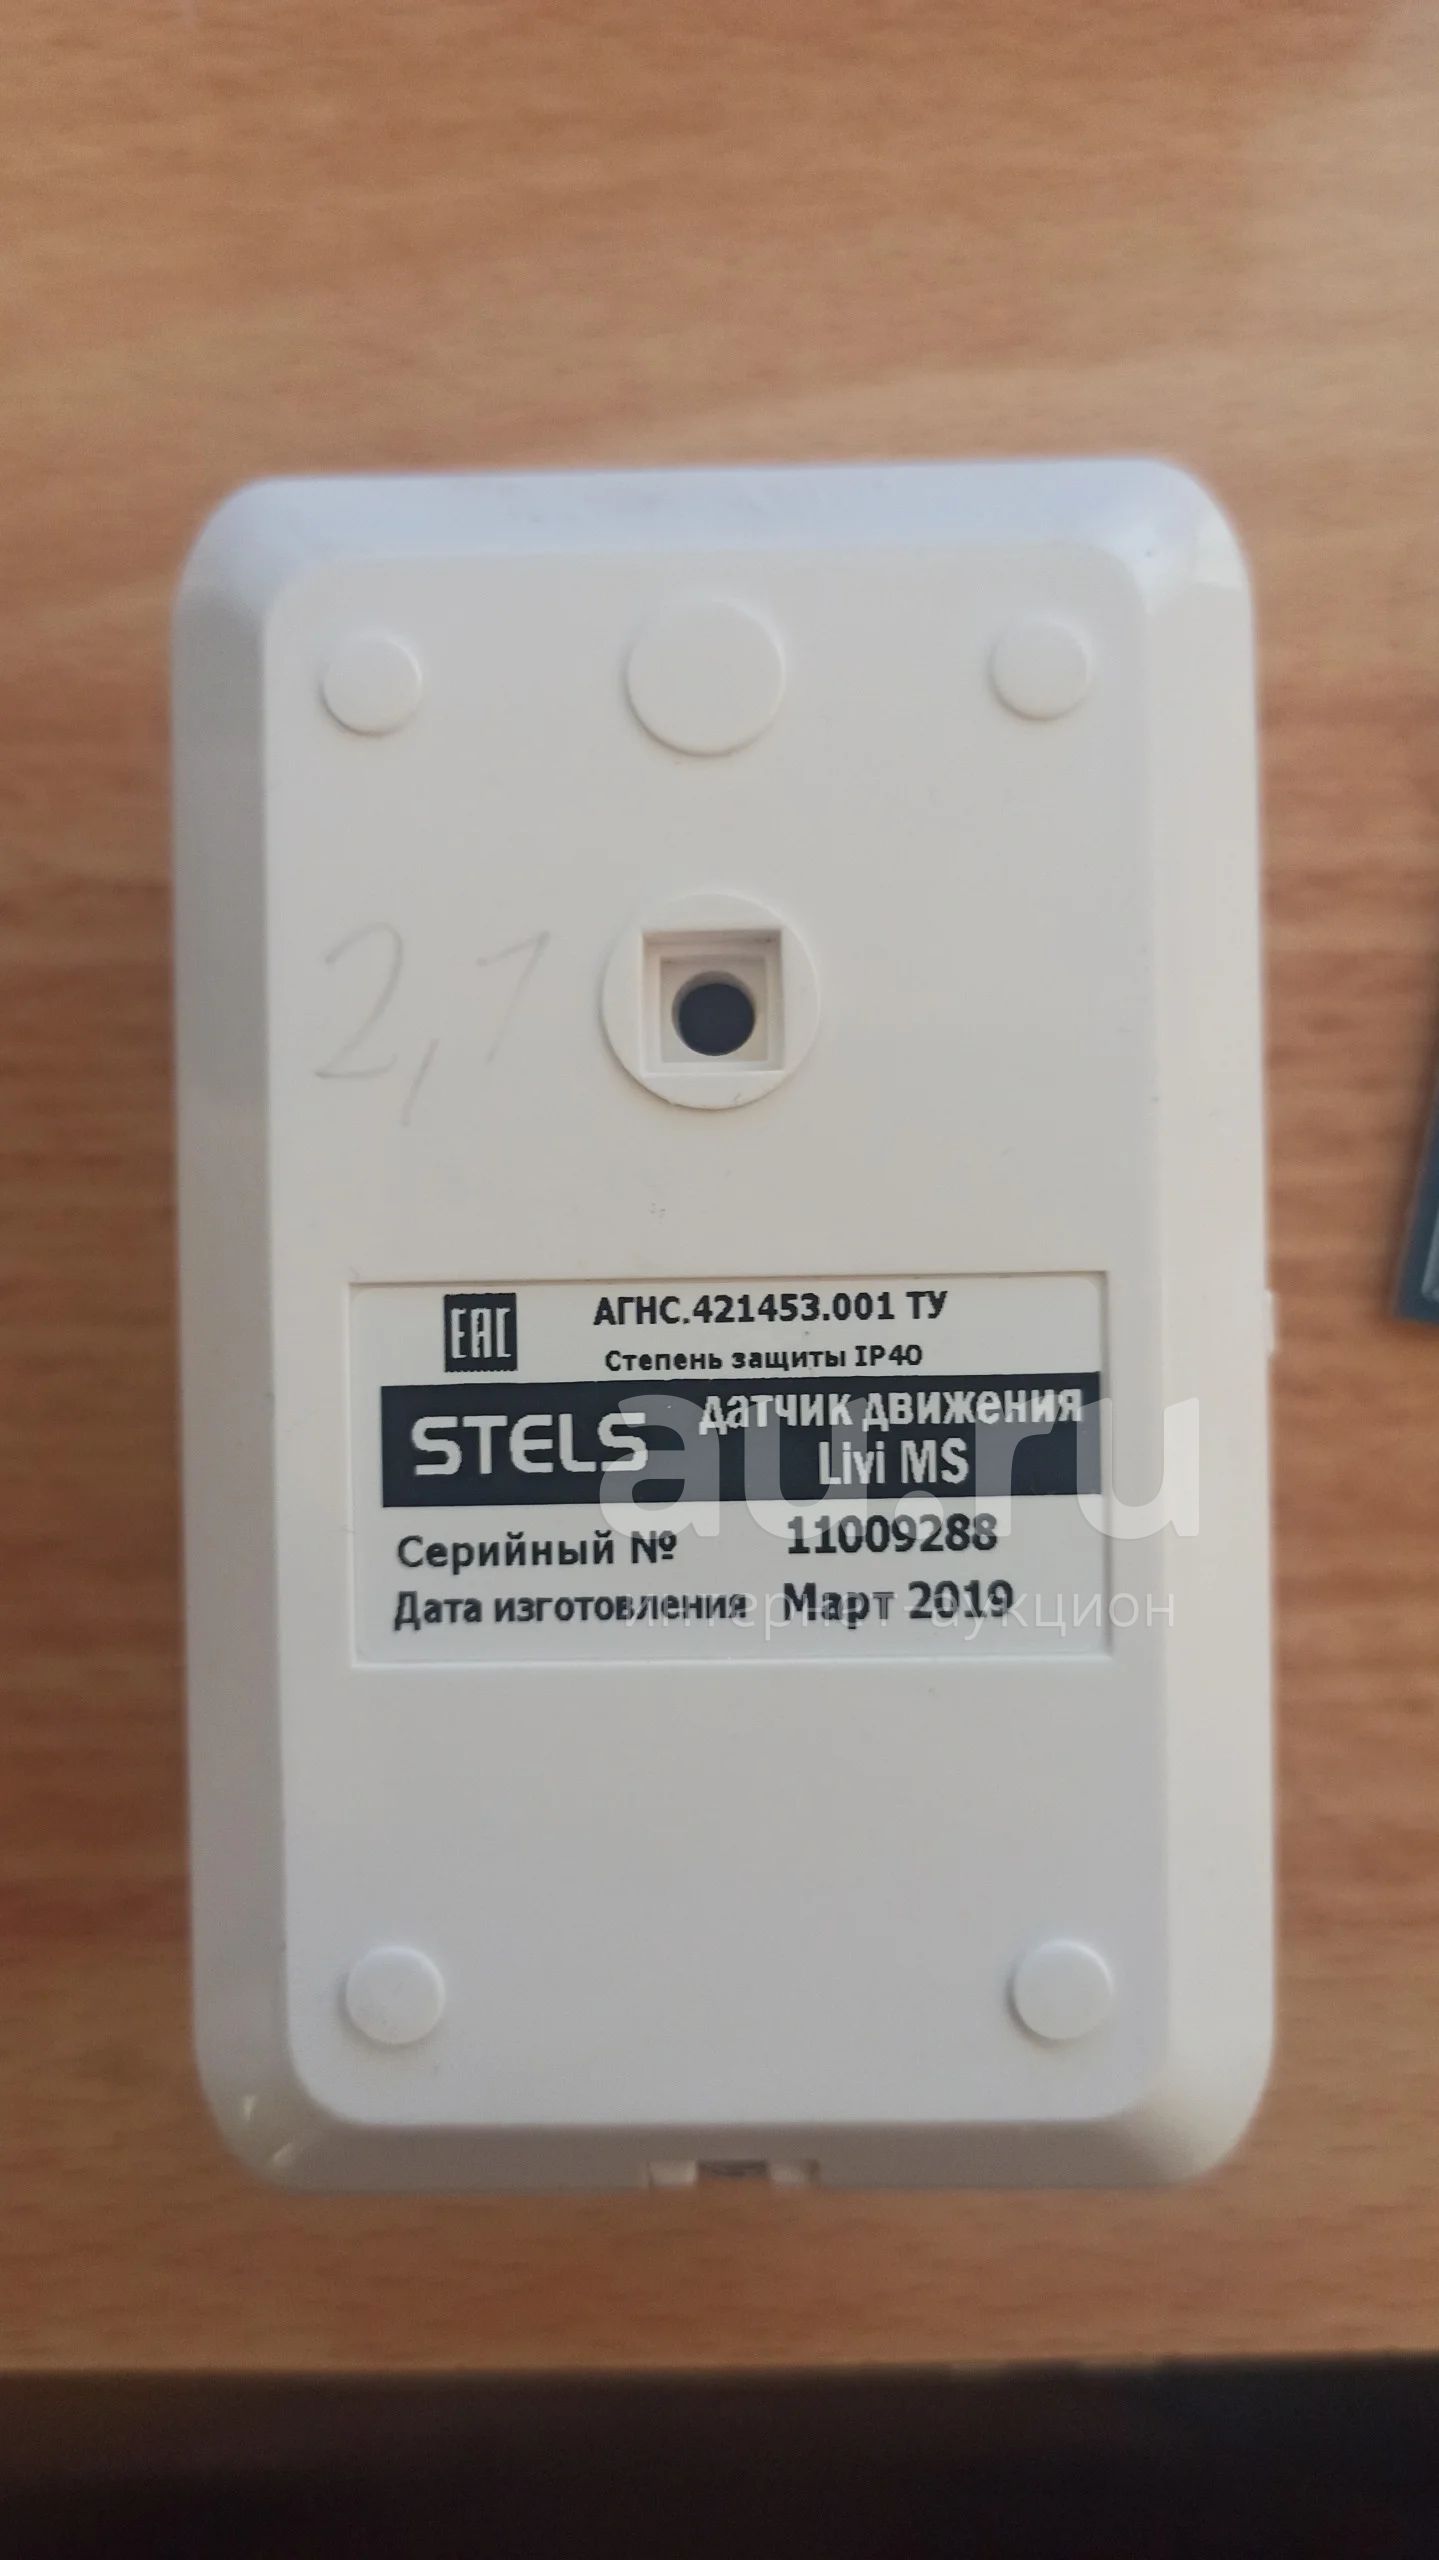 2,1
EAC АГНС.421453.001 ТУ
Степень защиты IP40
STELS датчик движения
Livi MS
au.ru
Серийный № 11009288
Дата изготовления Март 2019
интернет-аукцион